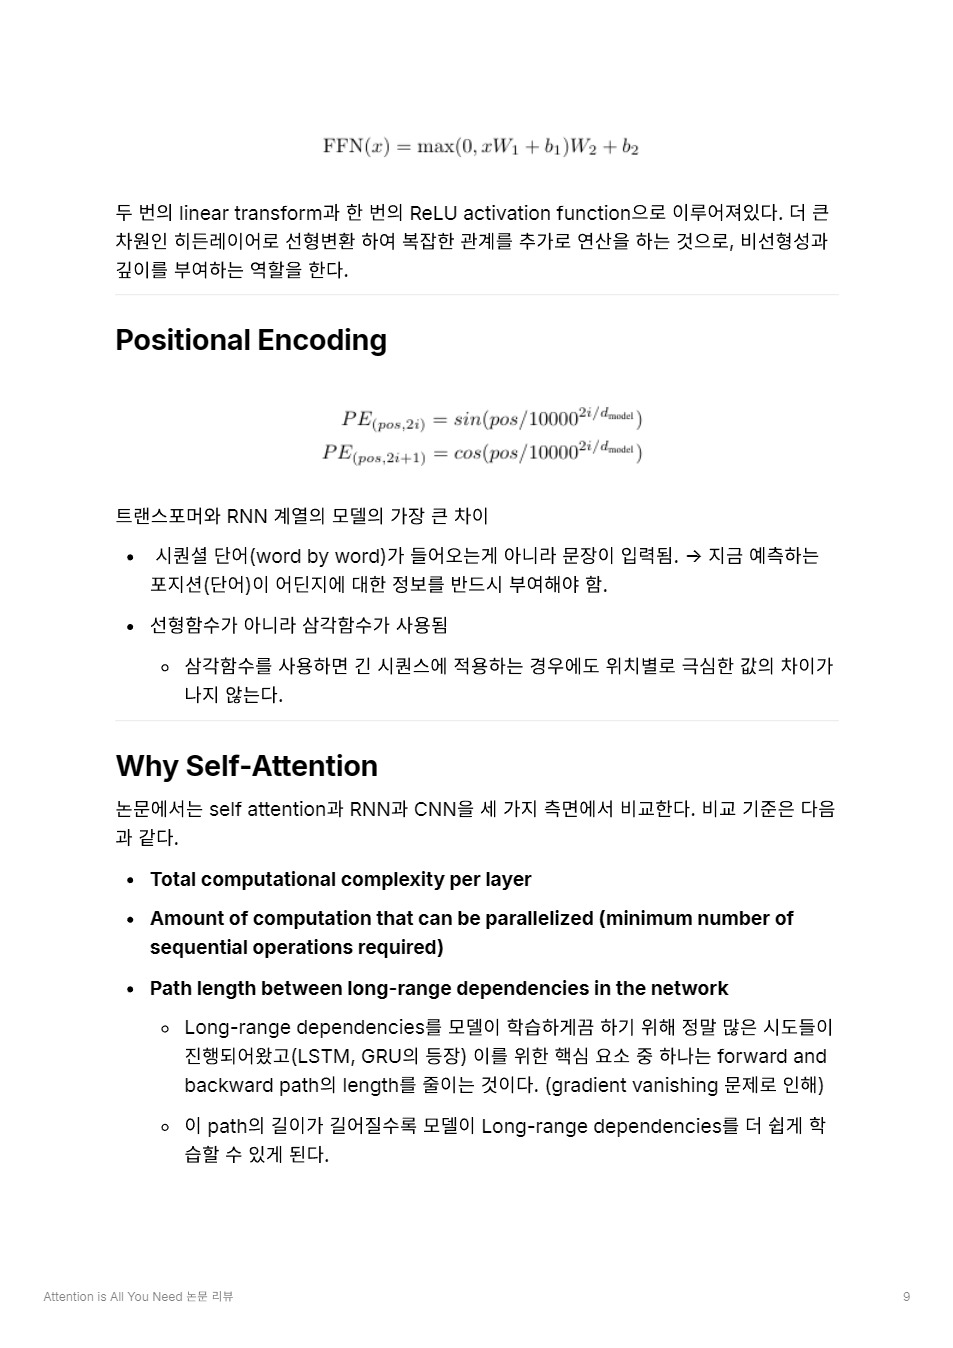 FFN(x) = max(0, xW₁ + b₁)W₂ + b₂
두 번의 linear transform과 한 번의 ReLU activation function으로 이루어져있다. 더 큰
차원인 히든레이어로 선형변환 하여 복잡한 관계를 추가로 연산을 하는 것으로, 비선형성과
깊이를 부여하는 역할을 한다.
Positional Encoding
PE₍pos,2i₎ = sin(pos/10000^{2i/d_model})
PE₍pos,2i+1₎ = cos(pos/10000^{2i/d_model})
트랜스포머와 RNN 계열의 모델의 가장 큰 차이
• 시퀀셜 단어(word by word)가 들어오는게 아니라 문장이 입력됨. → 지금 예측하는
포지션(단어)이 어딘지에 대한 정보를 반드시 부여해야 함.
• 선형함수가 아니라 삼각함수가 사용됨
◦ 삼각함수를 사용하면 긴 시퀀스에 적용하는 경우에도 위치별로 극심한 값의 차이가
나지 않는다.
Why Self-Attention
논문에서는 self attention과 RNN과 CNN을 세 가지 측면에서 비교한다. 비교 기준은 다음
과 같다.
• Total computational complexity per layer
• Amount of computation that can be parallelized (minimum number of
sequential operations required)
• Path length between long-range dependencies in the network
◦ Long-range dependencies를 모델이 학습하게끔 하기 위해 정말 많은 시도들이
진행되어왔고(LSTM, GRU의 등장) 이를 위한 핵심 요소 중 하나는 forward and
backward path의 length를 줄이는 것이다. (gradient vanishing 문제로 인해)
◦ 이 path의 길이가 길어질수록 모델이 Long-range dependencies를 더 쉽게 학
습할 수 있게 된다.
Attention is All You Need 논문 리뷰
9